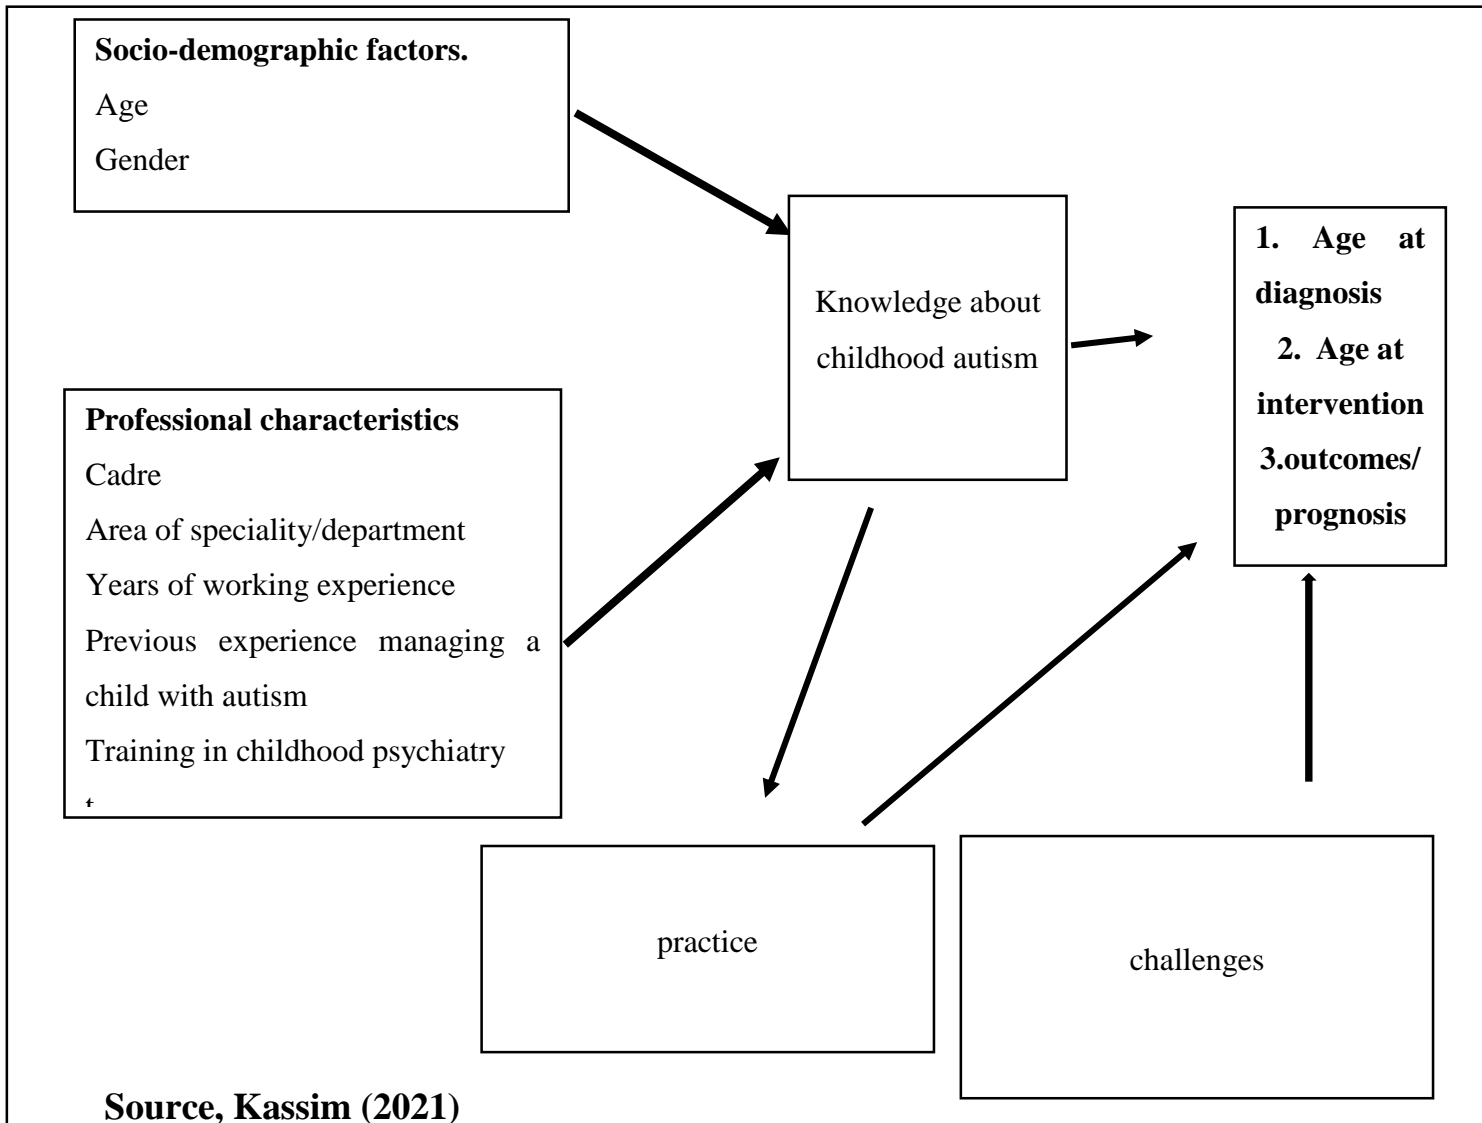 Socio-demographic factors.
Age
Gender
Professional characteristics
Cadre
Area of speciality/department
Years of working experience
Previous experience managing a
child with autism
Training in childhood psychiatry
Knowledge about
childhood autism
1. Age at
diagnosis
2. Age at
intervention
3.outcomes/
prognosis
practice
challenges
Source, Kassim (2021)